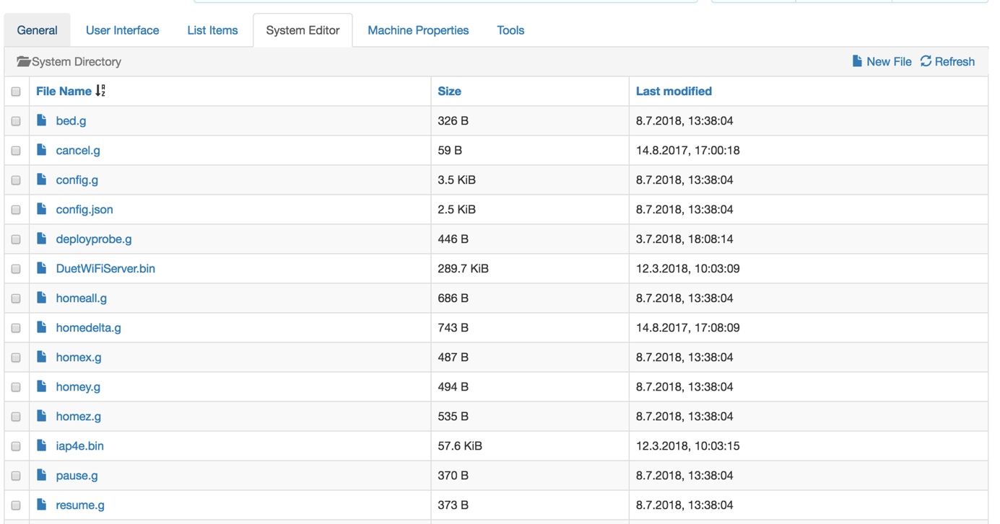 General User Interface List Items System Editor Machine Properties Tools
System Directory New File Refresh
File Name Size Last modified
bed.g 326 B 8.7.2018, 13:38:04
cancel.g 59 B 14.8.2017, 17:00:18
config.g 3.5 KiB 8.7.2018, 13:38:04
config.json 2.5 KiB 8.7.2018, 13:38:04
deployprobe.g 446 B 3.7.2018, 18:08:14
DuetWiFiServer.bin 289.7 KiB 12.3.2018, 10:03:09
homeall.g 686 B 8.7.2018, 13:38:04
homedelta.g 743 B 14.8.2017, 17:08:09
homex.g 487 B 8.7.2018, 13:38:04
homey.g 494 B 8.7.2018, 13:38:04
homez.g 535 B 8.7.2018, 13:38:04
iap4e.bin 57.6 KiB 12.3.2018, 10:03:15
pause.g 370 B 8.7.2018, 13:38:04
resume.g 373 B 8.7.2018, 13:38:04